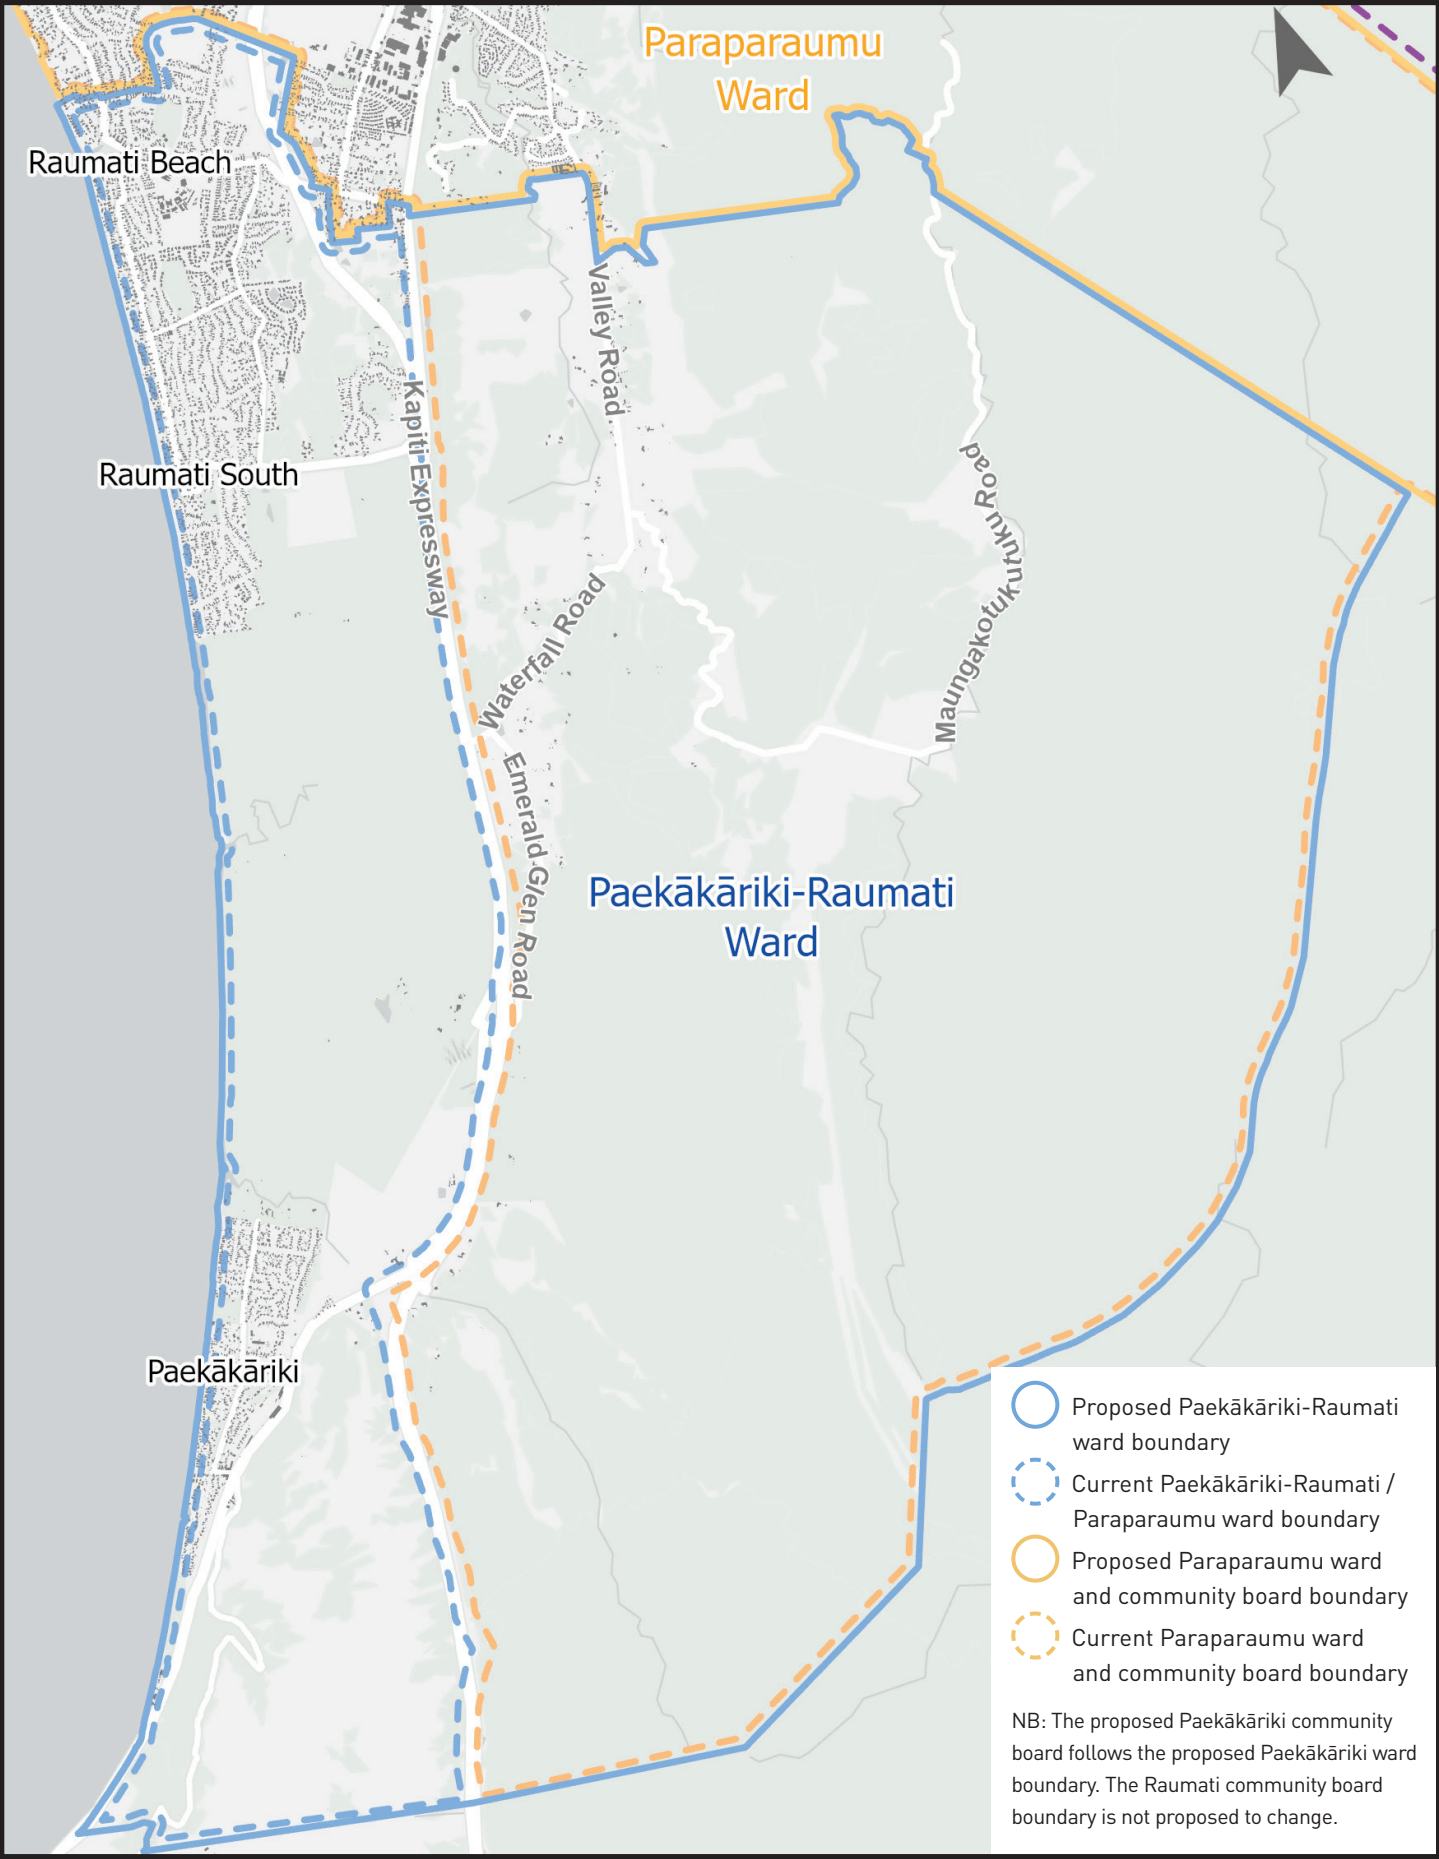 Paraparaumu
Ward
Raumati Beach
Valley Road
Kapiti Expressway
Raumati South
Maungakotukutuku Road
Waterfall Road
Emerald Glen Road
Paekākāriki-Raumati
Ward
Paekākāriki
Proposed Paekākāriki-Raumati
ward boundary
Current Paekākāriki-Raumati /
Paraparaumu ward boundary
Proposed Paraparaumu ward
and community board boundary
Current Paraparaumu ward
and community board boundary
NB: The proposed Paekākāriki community
board follows the proposed Paekākāriki ward
boundary. The Raumati community board
boundary is not proposed to change.